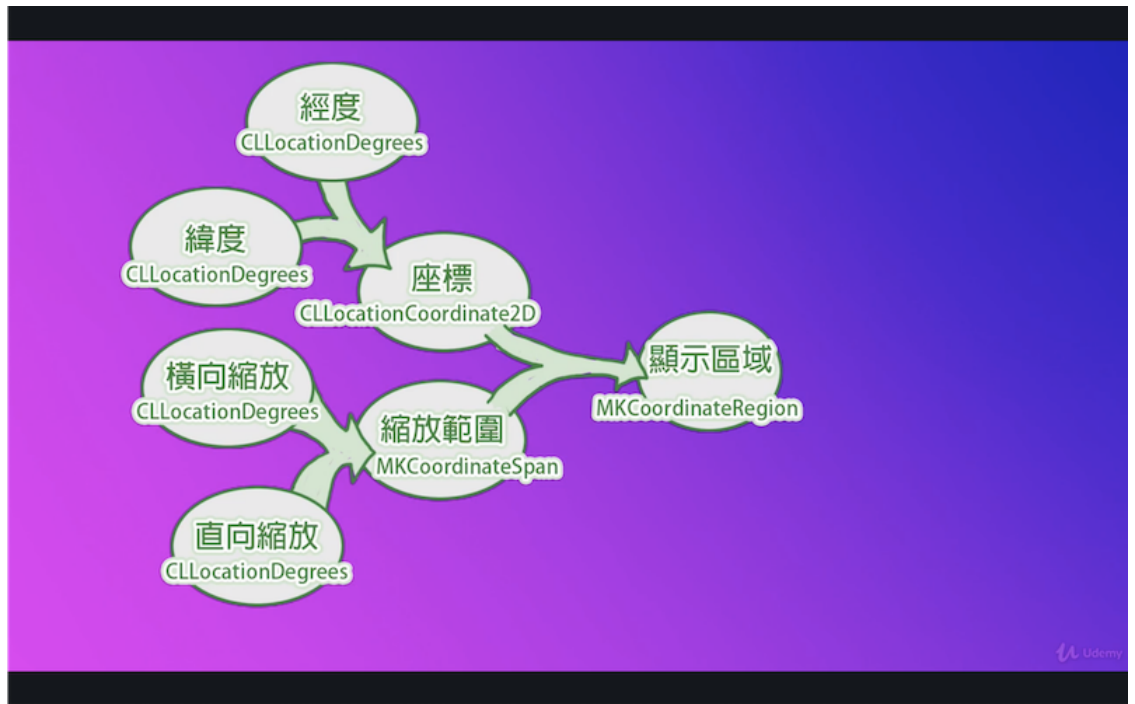 經度
CLLocationDegrees
緯度
CLLocationDegrees
座標
CLLocationCoordinate2D
橫向縮放
CLLocationDegrees
縮放範圍
MKCoordinateSpan
直向縮放
CLLocationDegrees
顯示區域
MKCoordinateRegion
Udemy